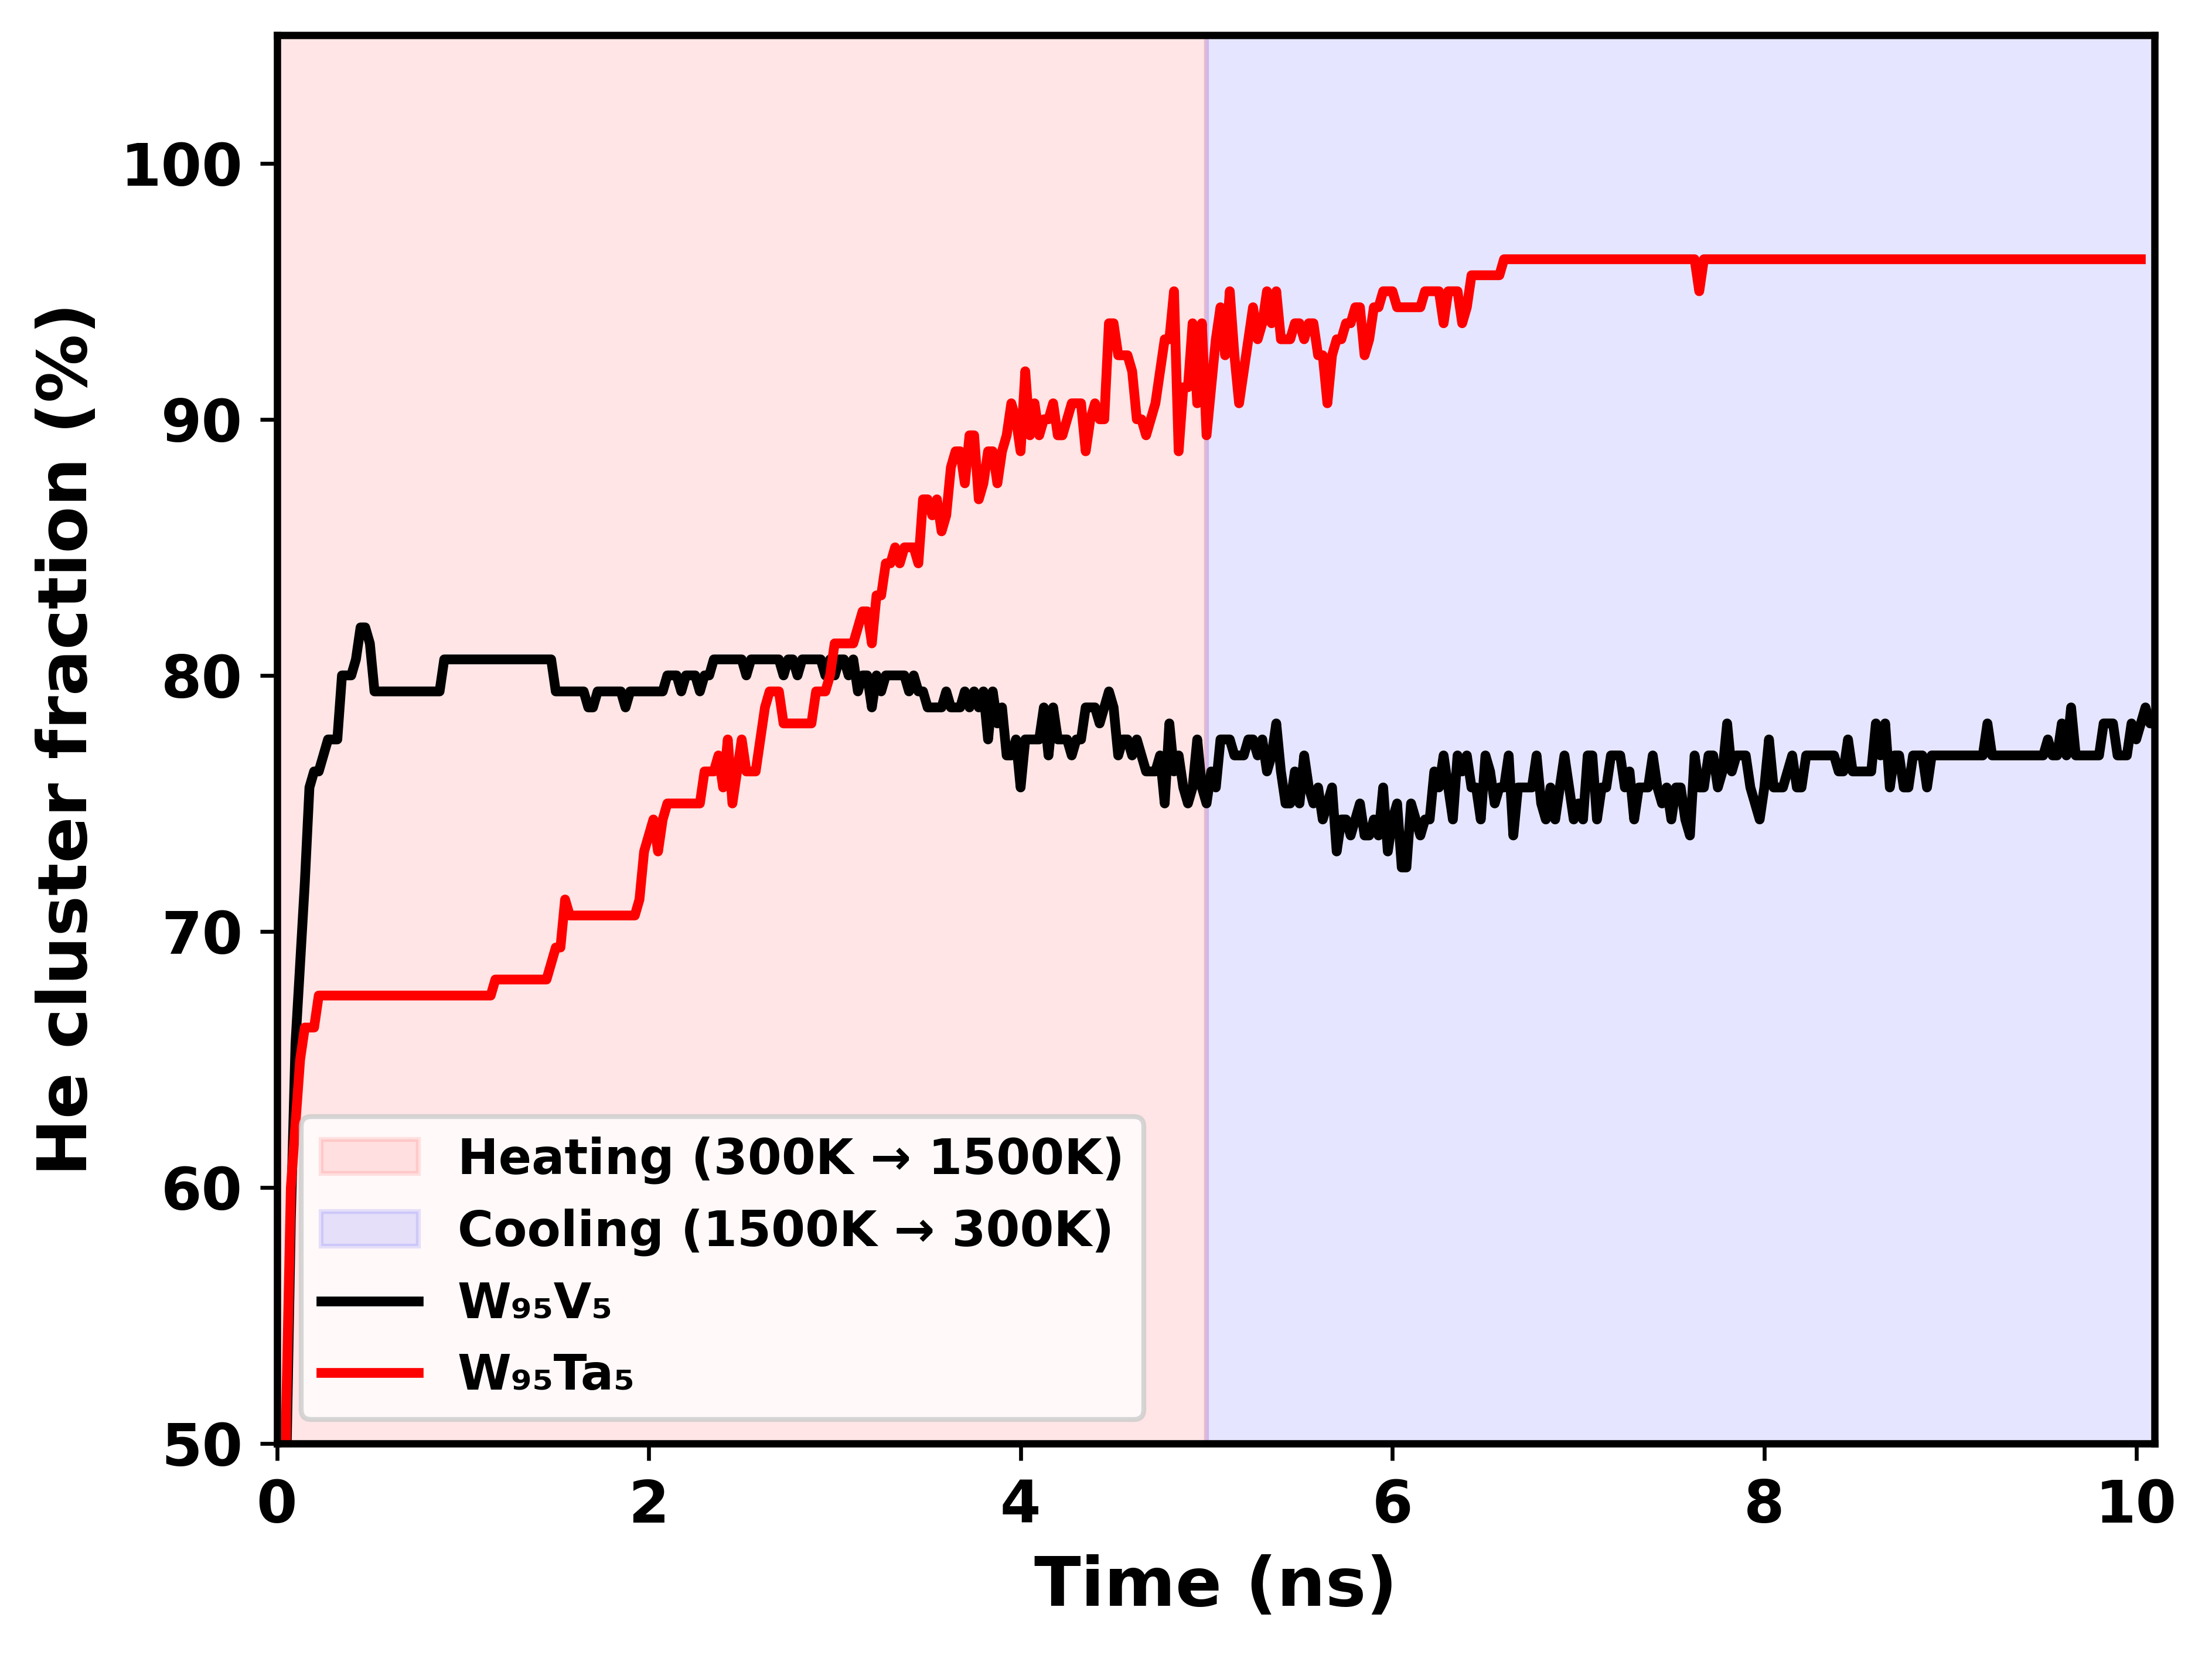 He cluster fraction (%)
100
90
80
70
60
50
Heating (300K → 1500K)
Cooling (1500K → 300K)
W₉₅V₅
W₉₅Ta₅
0 2 4 6 8 10
Time (ns)